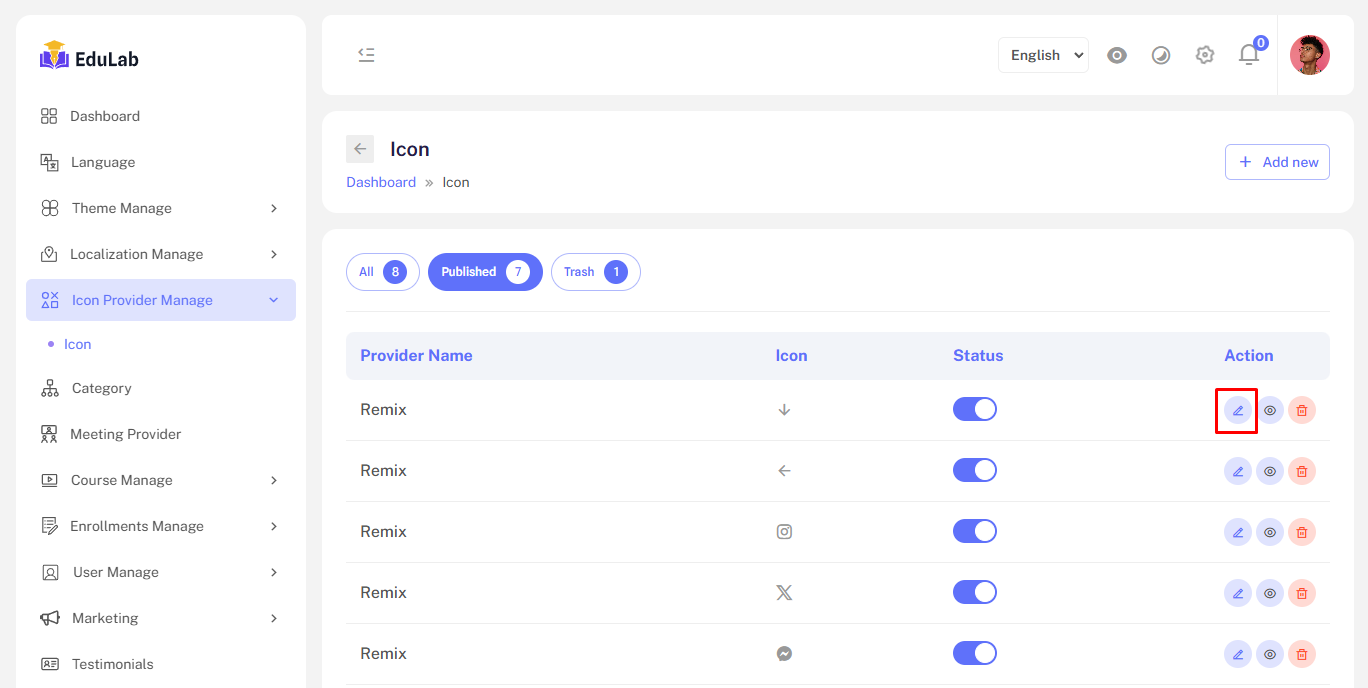 EduLab
Dashboard
Language
Theme Manage
Localization Manage
Icon Provider Manage
Icon
Category
Meeting Provider
Course Manage
Enrollments Manage
User Manage
Marketing
Testimonials
English
0
Icon
Dashboard » Icon
+ Add new
All 8
Published 7
Trash 1
Provider Name Icon Status Action
Remix
Remix
Remix
Remix
Remix